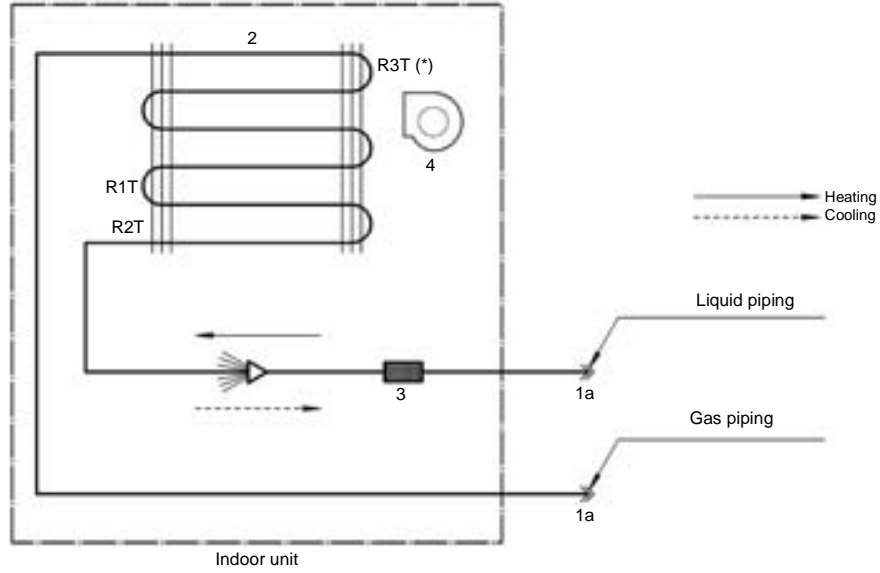 2
R3T (*)
4
R1T
R2T
Heating
Cooling
Liquid piping
3
1a
Gas piping
1a
Indoor unit